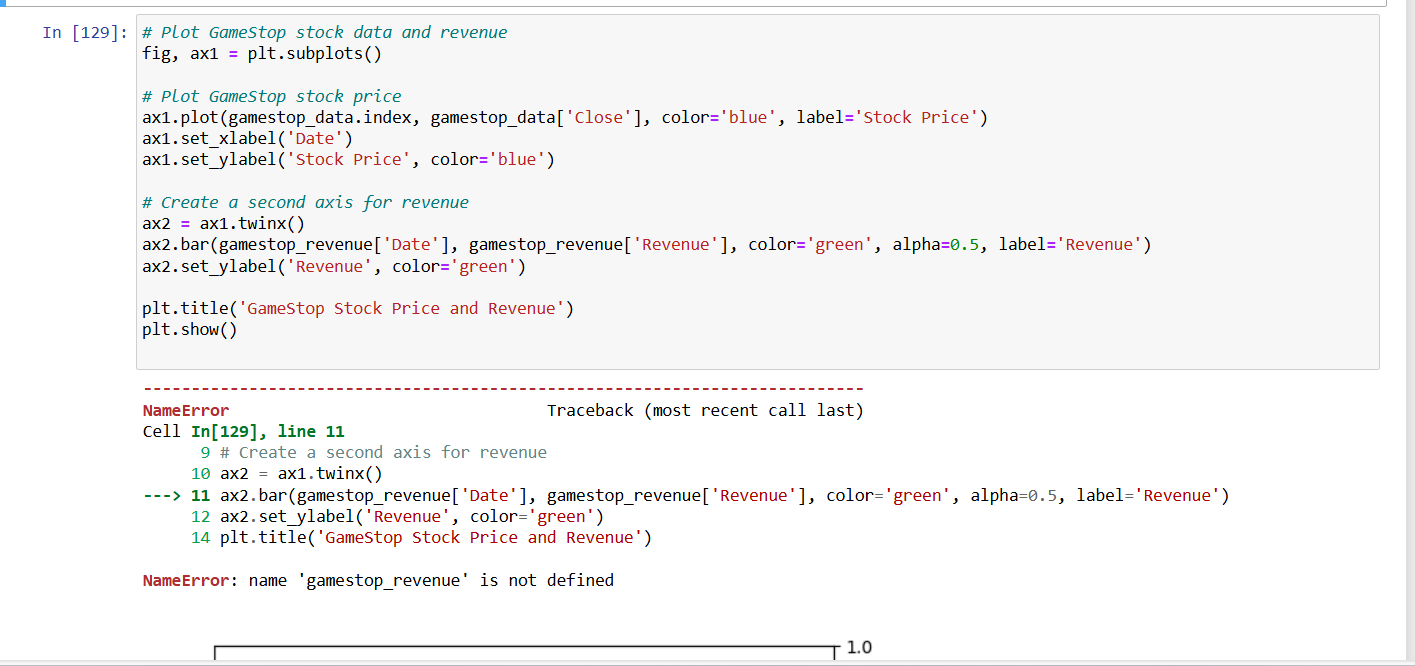 In [129]: # Plot GameStop stock data and revenue
fig, ax1 = plt.subplots()
# Plot GameStop stock price
ax1.plot(gamestop_data.index, gamestop_data['Close'], color='blue', label='Stock Price')
ax1.set_xlabel('Date')
ax1.set_ylabel('Stock Price', color='blue')
# Create a second axis for revenue
ax2 = ax1.twinx()
ax2.bar(gamestop_revenue['Date'], gamestop_revenue['Revenue'], color='green', alpha=0.5, label='Revenue')
ax2.set_ylabel('Revenue', color='green')
plt.title('GameStop Stock Price and Revenue')
plt.show()
---------------------------------------------------------------------------
NameError Traceback (most recent call last)
Cell In[129], line 11
9 # Create a second axis for revenue
10 ax2 = ax1.twinx()
---> 11 ax2.bar(gamestop_revenue['Date'], gamestop_revenue['Revenue'], color='green', alpha=0.5, label='Revenue')
12 ax2.set_ylabel('Revenue', color='green')
14 plt.title('GameStop Stock Price and Revenue')
NameError: name 'gamestop_revenue' is not defined
1.0